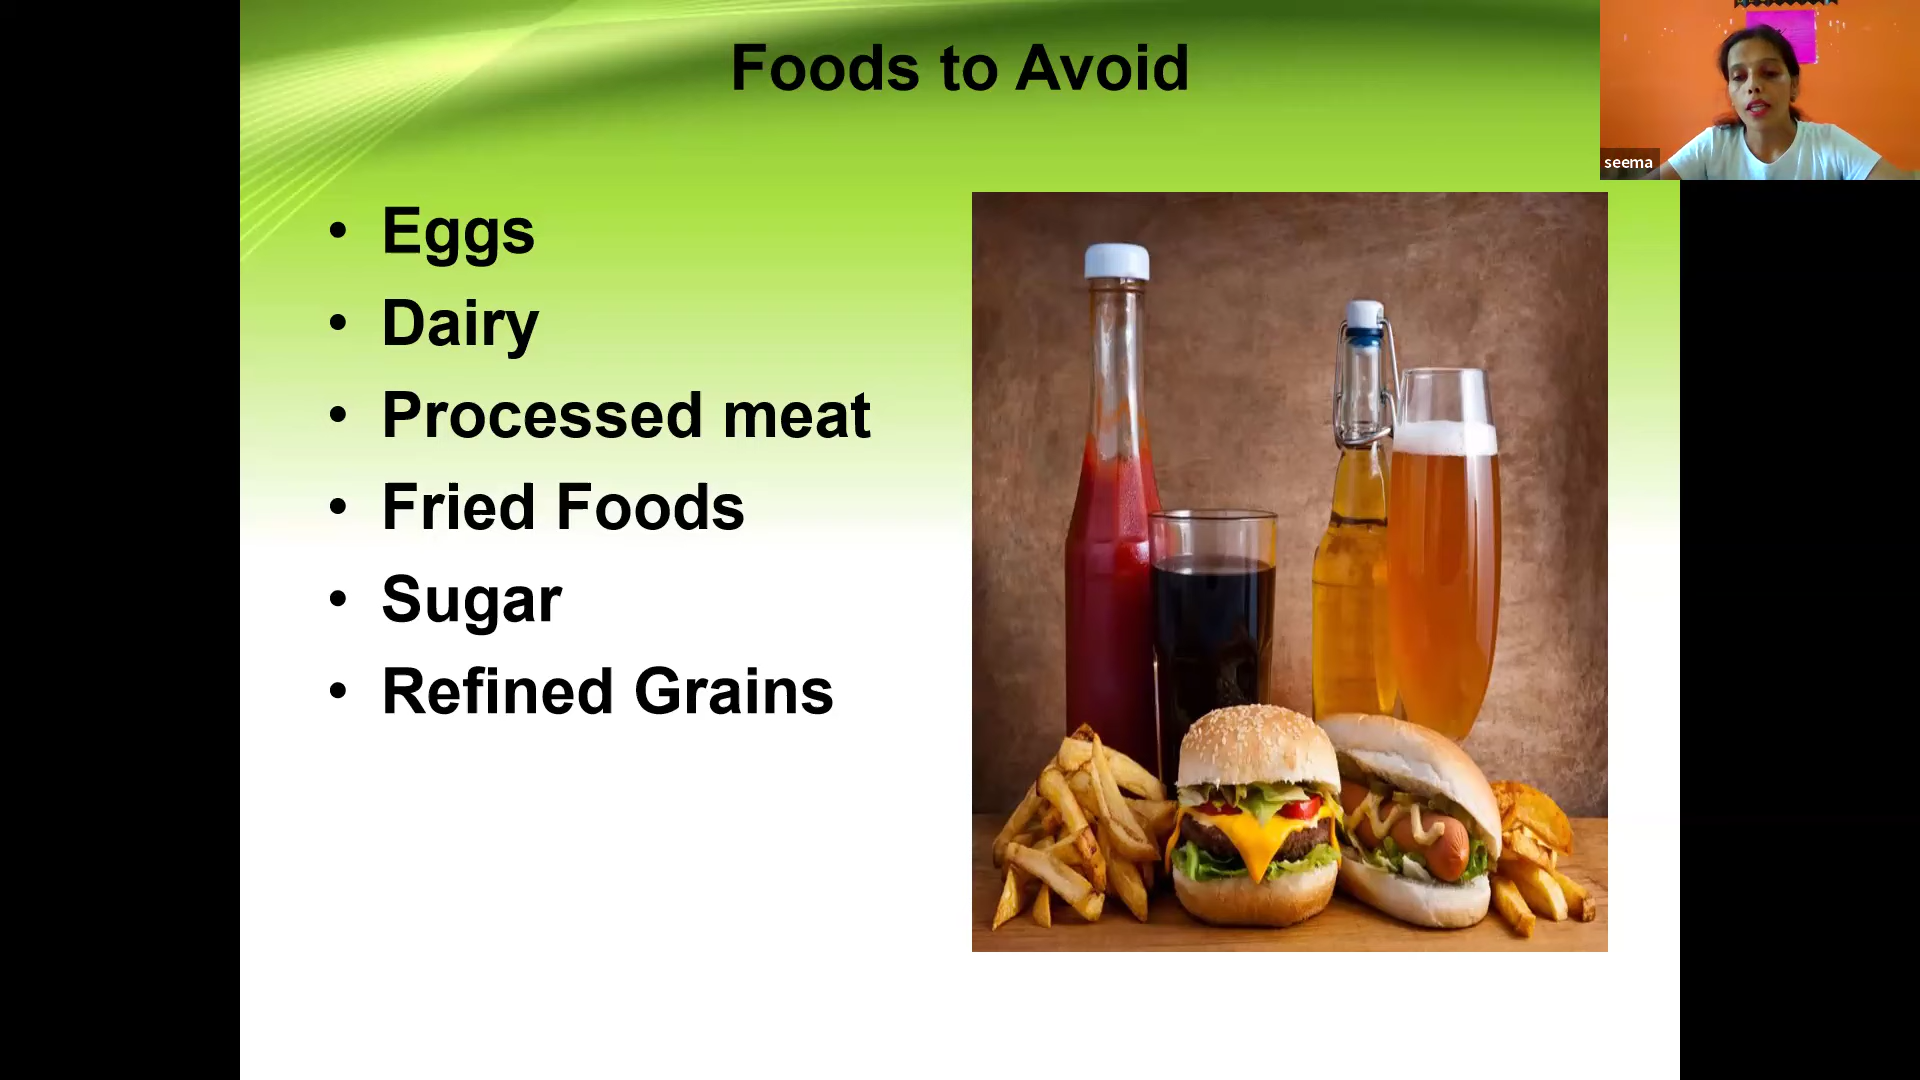 Foods to Avoid
seema
• Eggs
• Dairy
• Processed meat
• Fried Foods
• Sugar
• Refined Grains